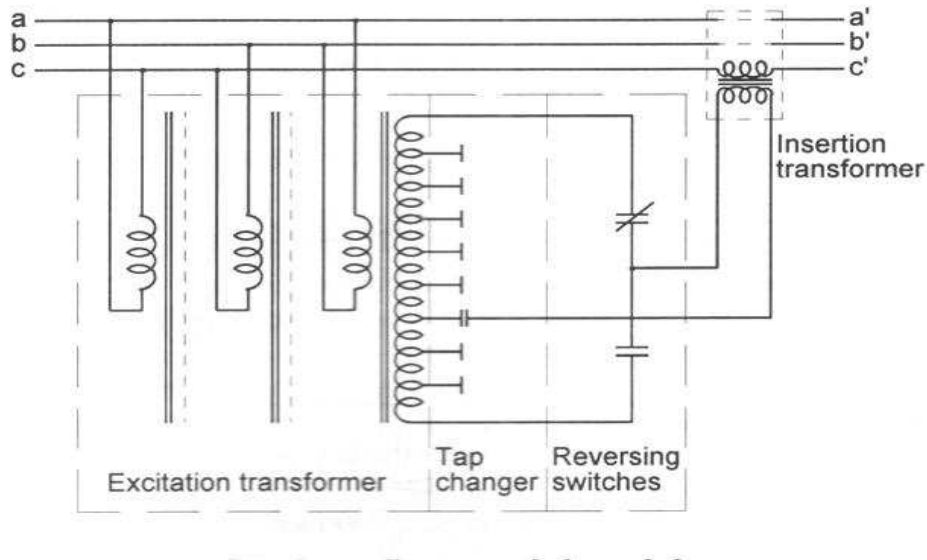 a a'
b b'
c c'
Insertion
transformer
Excitation transformer
Tap
changer
Reversing
switches